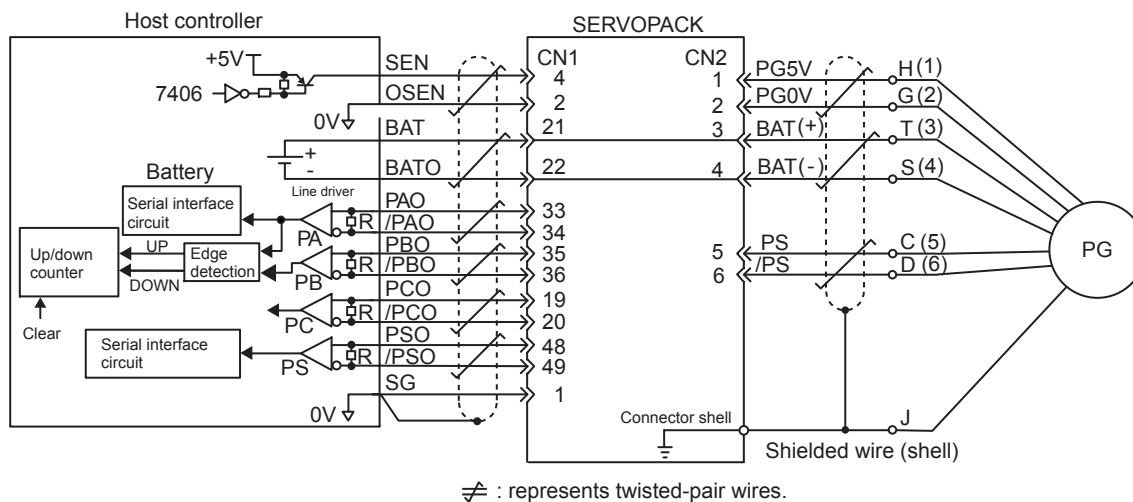 Host controller
SERVOPACK
+5V
7406
0V
SEN
OSEN
BAT
BATO
+
-
Battery
Line driver
Serial interface
circuit
Up/down
counter
UP
DOWN
Edge
detection
Clear
Serial interface
circuit
PA
PB
PC
PS
R
R
R
R
PAO
/PAO
PBO
/PBO
PCO
/PCO
PSO
/PSO
SG
0V
CN1
4
2
21
22
33
34
35
36
19
20
48
49
1
CN2
1
2
3
4
5
6
Connector shell
PG5V
PG0V
BAT(+)
BAT(-)
PS
/PS
H(1)
G(2)
T(3)
S(4)
C(5)
D(6)
J
PG
Shielded wire (shell)
: represents twisted-pair wires.